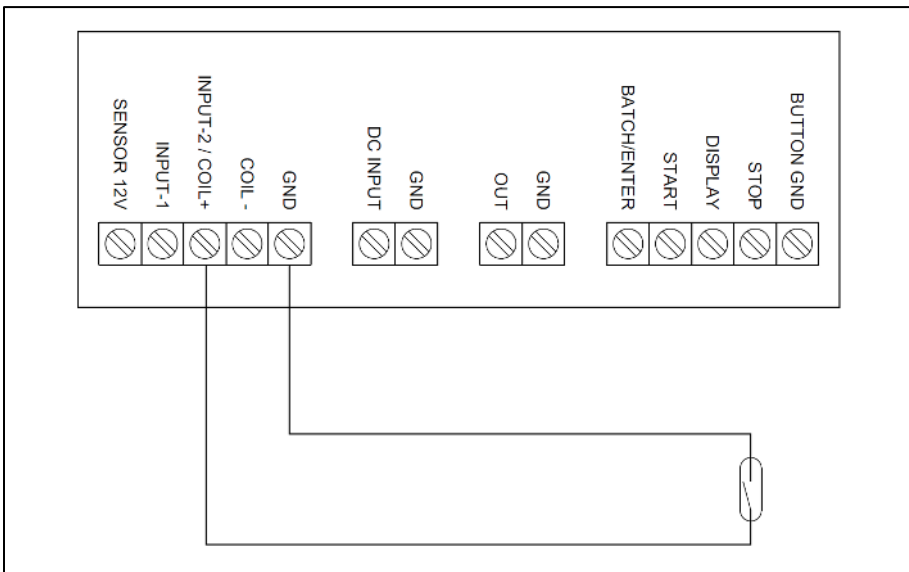 SENSOR 12V
INPUT-1
INPUT-2 / COIL+
COIL -
GND
DC INPUT
GND
OUT
GND
BATCH/ENTER
START
DISPLAY
STOP
BUTTON GND